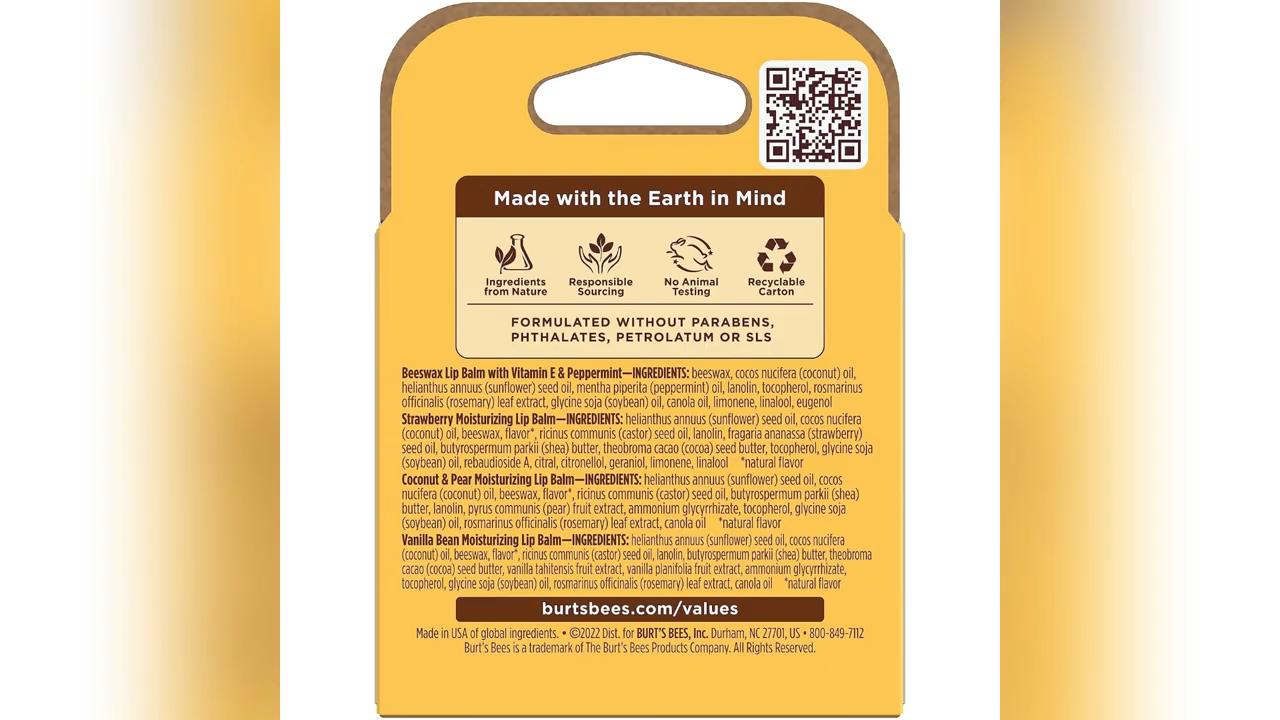 Made with the Earth in Mind
Ingredients
from Nature
Responsible
Sourcing
No Animal
Testing
Recyclable
Carton
FORMULATED WITHOUT PARABENS,
PHTHALATES, PETROLATUM OR SLS
Beeswax Lip Balm with Vitamin E & Peppermint—INGREDIENTS: beeswax, cocos nucifera (coconut) oil,
helianthus annuus (sunflower) seed oil, mentha piperita (peppermint) oil, lanolin, tocopherol, rosmarinus
officinalis (rosemary) leaf extract, glycine soja (soybean) oil, canola oil, limonene, linalool, eugenol
Strawberry Moisturizing Lip Balm—INGREDIENTS: helianthus annuus (sunflower) seed oil, cocos nucifera
(coconut) oil, beeswax, flavor*, ricinus communis (castor) seed oil, lanolin, fragaria ananassa (strawberry)
seed oil, butyrospermum parkii (shea) butter, theobroma cacao (cocoa) seed butter, tocopherol, glycine soja
(soybean) oil, rebaudioside A, citral, citronellol, geraniol, limonene, linalool *natural flavor
Coconut & Pear Moisturizing Lip Balm—INGREDIENTS: helianthus annuus (sunflower) seed oil, cocos
nucifera (coconut) oil, beeswax, flavor*, ricinus communis (castor) seed oil, butyrospermum parkii (shea)
butter, lanolin, pyrus communis (pear) fruit extract, ammonium glycyrrhizate, tocopherol, glycine soja
(soybean) oil, rosmarinus officinalis (rosemary) leaf extract, canola oil *natural flavor
Vanilla Bean Moisturizing Lip Balm—INGREDIENTS: helianthus annuus (sunflower) seed oil, cocos nucifera
(coconut) oil, beeswax, flavor*, ricinus communis (castor) seed oil, lanolin, butyrospermum parkii (shea) butter, theobroma
cacao (cocoa) seed butter, vanilla tahitensis fruit extract, vanilla planifolia fruit extract, ammonium glycyrrhizate,
tocopherol, glycine soja (soybean) oil, rosmarinus officinalis (rosemary) leaf extract, canola oil *natural flavor
burtsbees.com/values
Made in USA of global ingredients. • ©2022 Dist. for BURT'S BEES, Inc. Durham, NC 27701, US • 800-849-7112
Burt's Bees is a trademark of The Burt's Bees Products Company. All Rights Reserved.